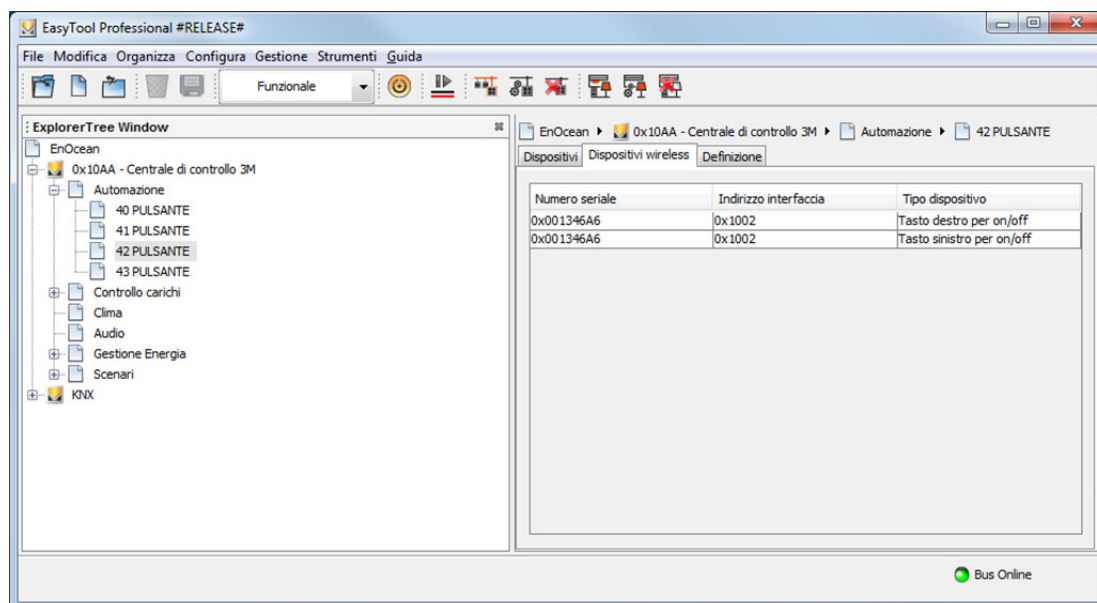 EasyTool Professional #RELEASE#
File Modifica Organizza Configura Gestione Strumenti Guida
Funzionale
ExplorerTree Window
EnOcean
0x10AA - Centrale di controllo 3M
Automazione
40 PULSANTE
41 PULSANTE
42 PULSANTE
43 PULSANTE
Controllo carichi
Clima
Audio
Gestione Energia
Scenari
KNX
EnOcean 0x10AA - Centrale di controllo 3M Automazione 42 PULSANTE
Dispositivi Dispositivi wireless Definizione
Numero seriale Indirizzo interfaccia Tipo dispositivo
0x001346A6 0x1002 Tasto destro per on/off
0x001346A6 0x1002 Tasto sinistro per on/off
Bus Online